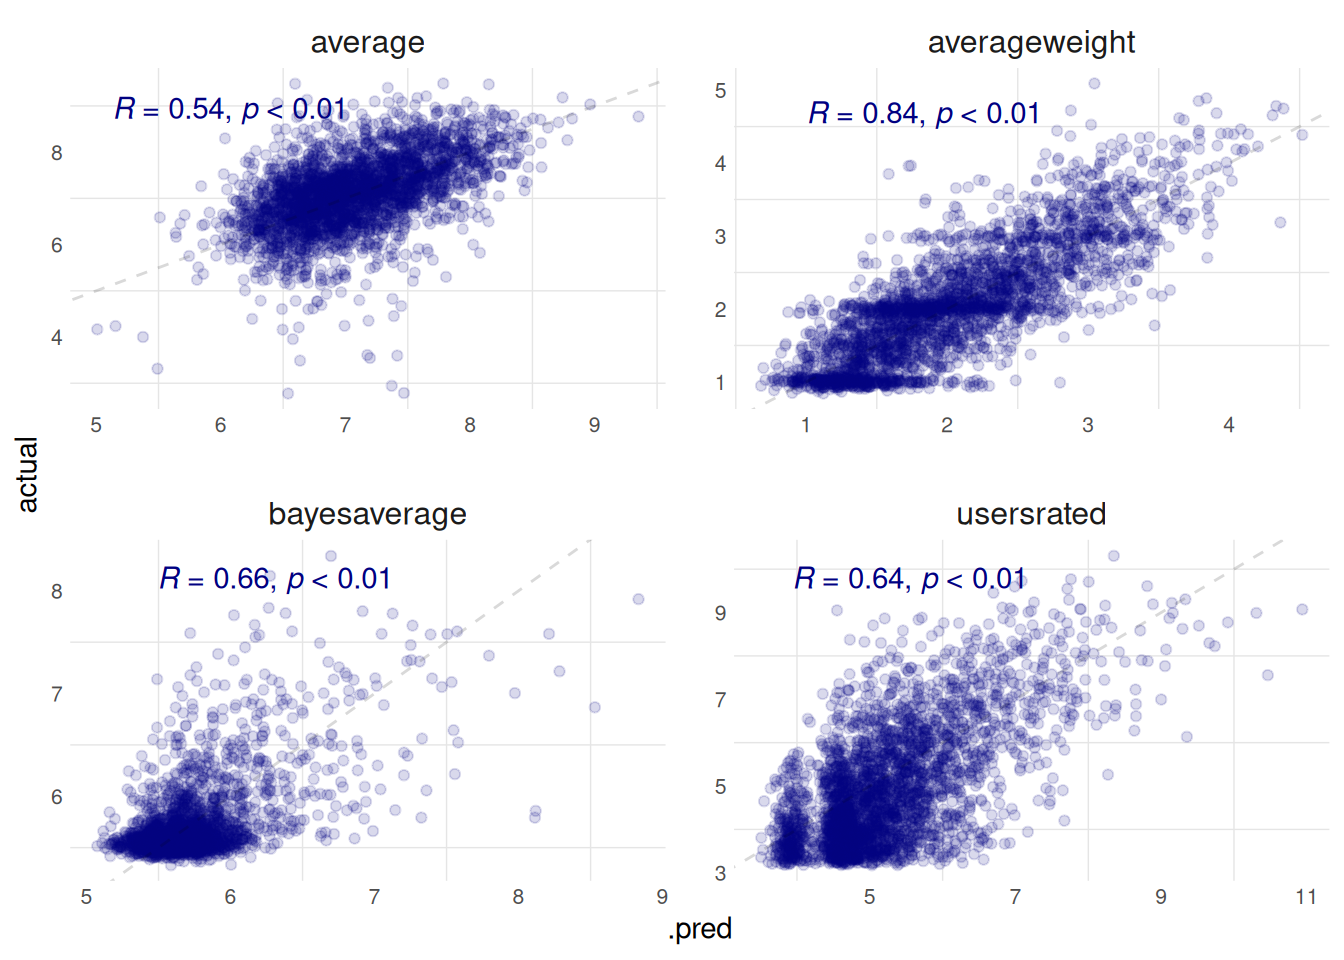 average
R = 0.54, p < 0.01
8
6
4
5 6 7 8 9
averageweight
R = 0.84, p < 0.01
5
4
3
2
1
1 2 3 4
actual
bayesaverage
R = 0.66, p < 0.01
8
7
6
5 6 7 8 9
usersrated
R = 0.64, p < 0.01
9
7
5
3
5 7 9 11
.pred